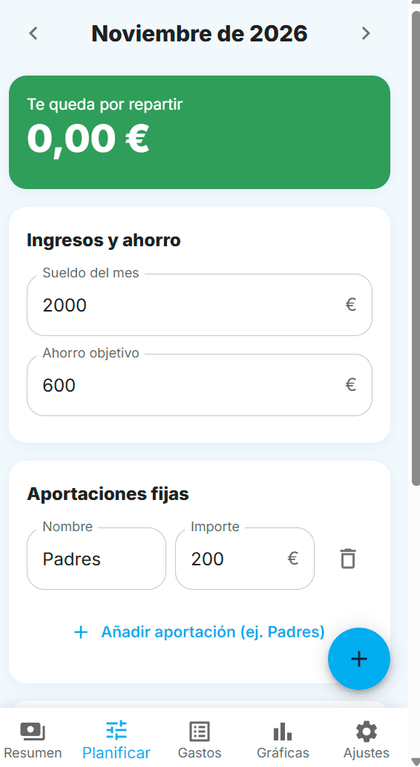 Noviembre de 2026
Te queda por repartir
0,00 €
Ingresos y ahorro
Sueldo del mes
2000 €
Ahorro objetivo
600 €
Aportaciones fijas
Nombre Importe
Padres 200 €
+ Añadir aportación (ej. Padres)
+
Resumen Planificar Gastos Gráficas Ajustes